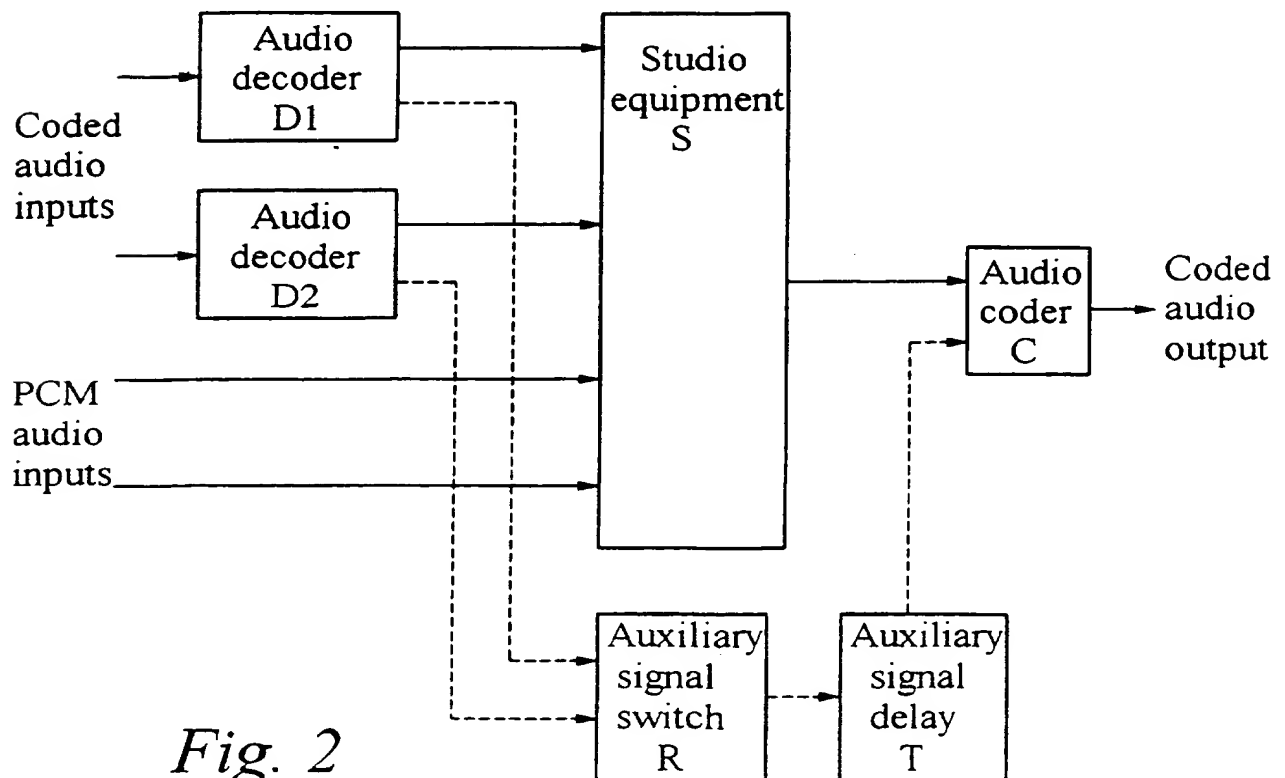 Audio
decoder
D1
Studio
equipment
S
Coded
audio
inputs
Audio
decoder
D2
Audio
coder
C
Coded
audio
output
PCM
audio
inputs
Auxiliary
signal
switch
R
Auxiliary
signal
delay
T
Fig. 2